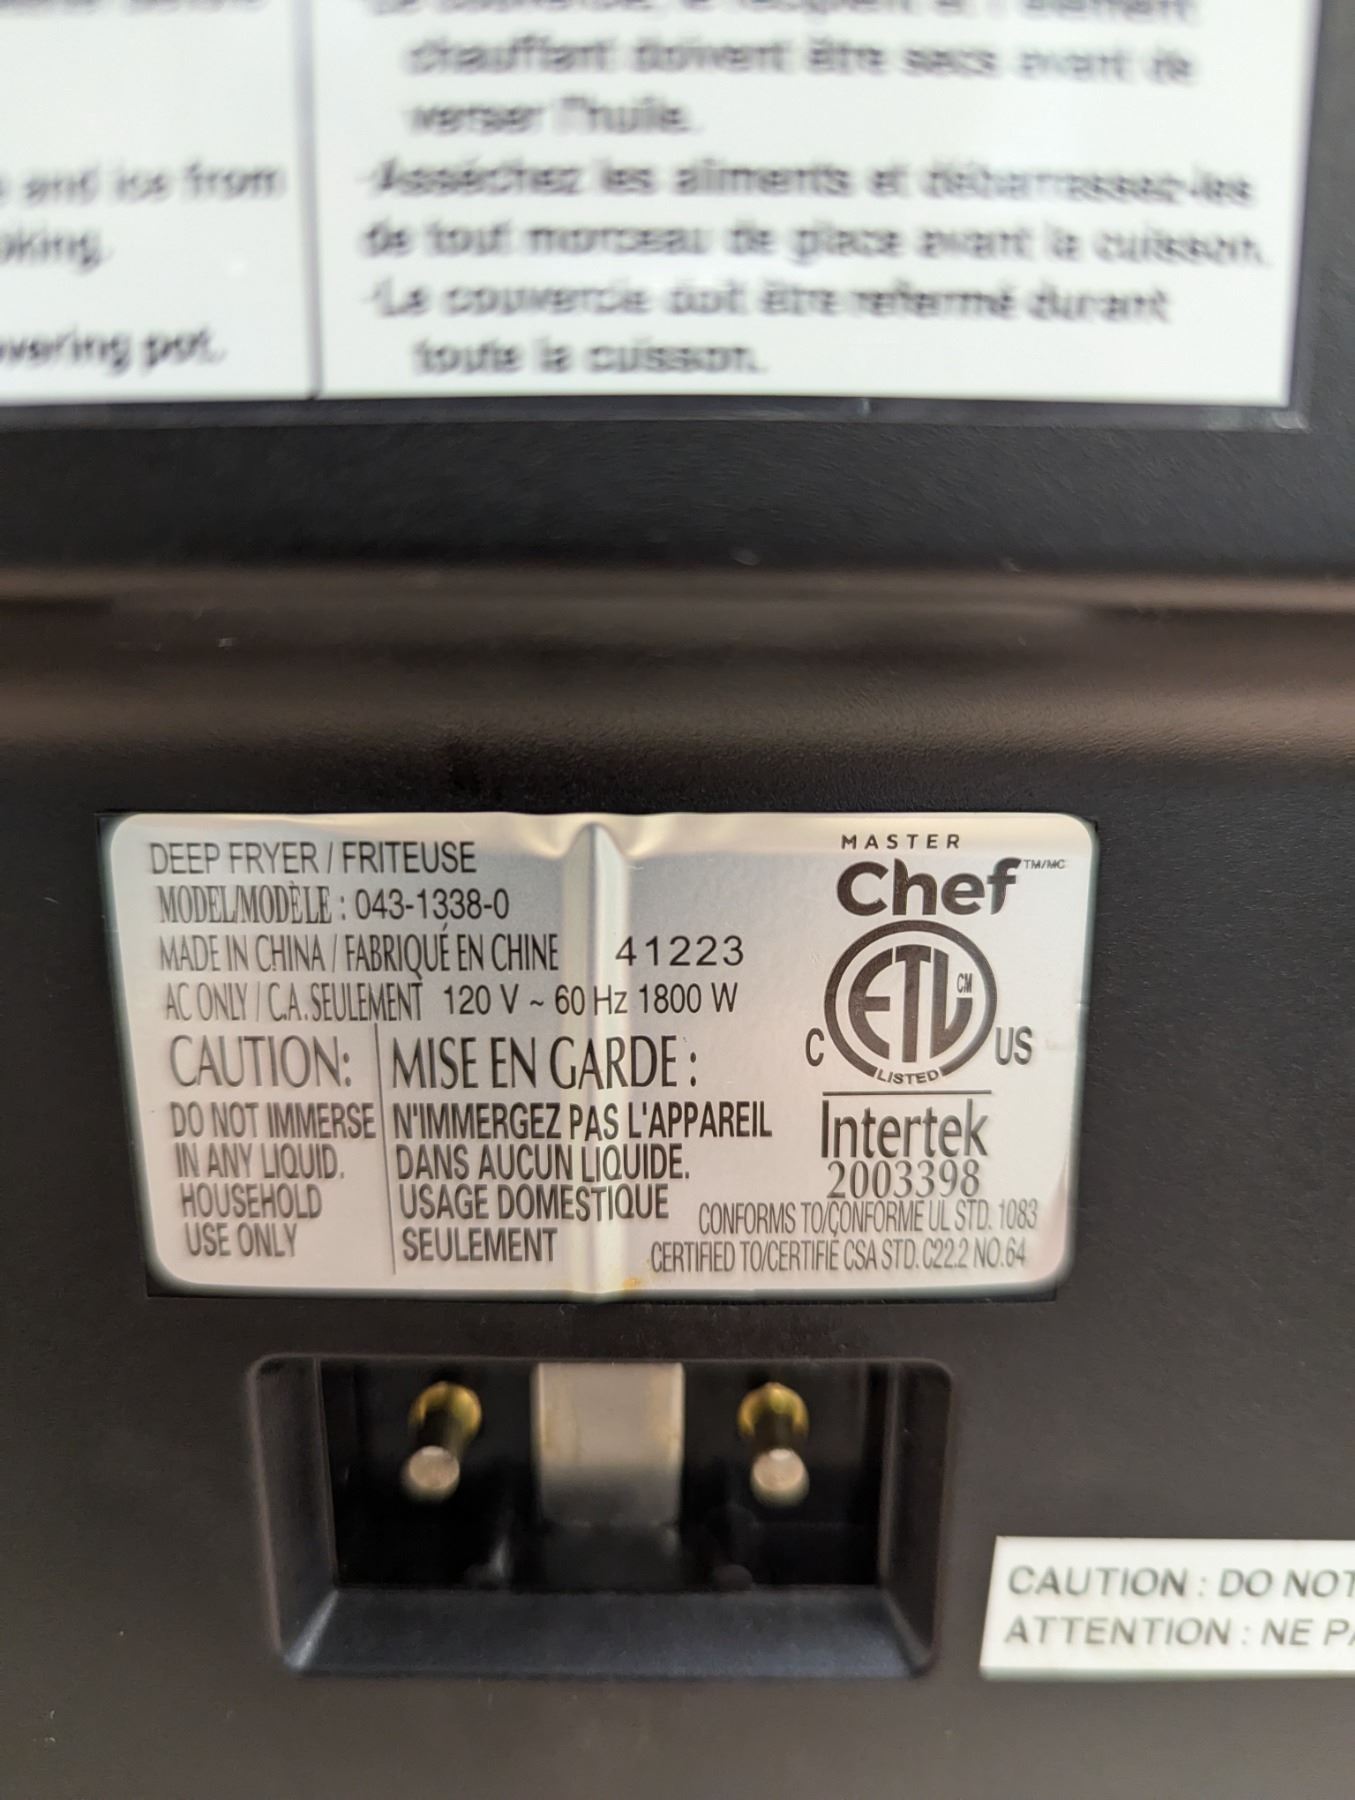 chauffant doivent être secs avant de
verser l'huile.
and ice from
·Asséchez les aliments et débarrassez-les
de tout morceau de glace avant la cuisson.
·Le couvercle doit être refermé durant
pot.
toute la cuisson.
DEEP FRYER / FRITEUSE
MODEL/MODÈLE : 043-1338-0
MADE IN CHINA / FABRIQUÉ EN CHINE 41223
AC ONLY / C.A. SEULEMENT 120 V ~ 60 Hz 1800 W
CAUTION:
DO NOT IMMERSE
IN ANY LIQUID.
HOUSEHOLD
USE ONLY
MISE EN GARDE :
N'IMMERGEZ PAS L'APPAREIL
DANS AUCUN LIQUIDE.
USAGE DOMESTIQUE
SEULEMENT
MASTER
Chef TM/MC
ETL CM
C US
LISTED
Intertek
2003398
CONFORMS TO/CONFORME UL STD. 1083
CERTIFIED TO/CERTIFIÉ CSA STD. C22.2 NO.64
CAUTION : DO NOT
ATTENTION : NE PA